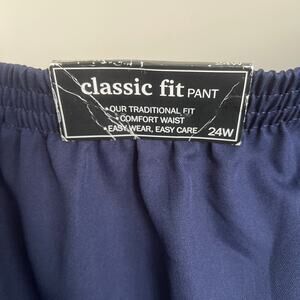 classic fit PANT
•OUR TRADITIONAL FIT
•COMFORT WAIST
•EASY WEAR, EASY CARE 24W